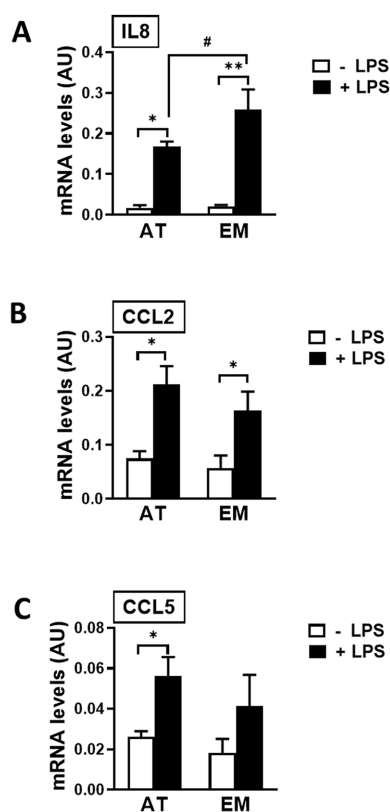 A
IL8
mRNA levels (AU)
0.4
0.3
0.2
0.1
0.0
*
#
**
AT
EM
- LPS
+ LPS
B
CCL2
mRNA levels (AU)
0.3
0.2
0.1
0.0
*
*
AT
EM
- LPS
+ LPS
C
CCL5
mRNA levels (AU)
0.08
0.06
0.04
0.02
0.00
*
AT
EM
- LPS
+ LPS